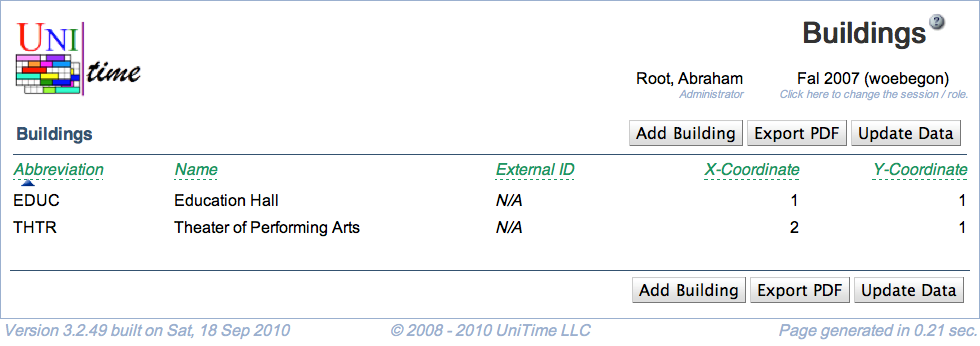 UNI time
Buildings ?
Root, Abraham Fal 2007 (woebegon)
Administrator Click here to change the session / role.
Buildings Add Building Export PDF Update Data
Abbreviation Name External ID X-Coordinate Y-Coordinate
EDUC Education Hall N/A 1 1
THTR Theater of Performing Arts N/A 2 1
Add Building Export PDF Update Data
Version 3.2.49 built on Sat, 18 Sep 2010 © 2008 - 2010 UniTime LLC Page generated in 0.21 sec.